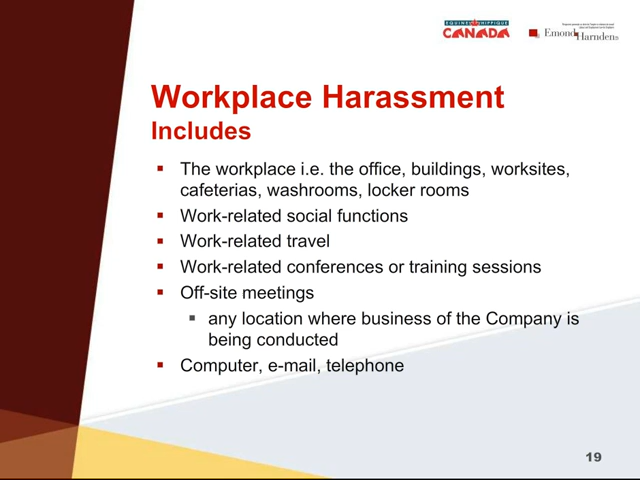 EQUINE HIPPIQUE
CANADA
Emond Harnden
Workplace Harassment
Includes
▪ The workplace i.e. the office, buildings, worksites,
cafeterias, washrooms, locker rooms
▪ Work-related social functions
▪ Work-related travel
▪ Work-related conferences or training sessions
▪ Off-site meetings
▪ any location where business of the Company is
being conducted
▪ Computer, e-mail, telephone
19